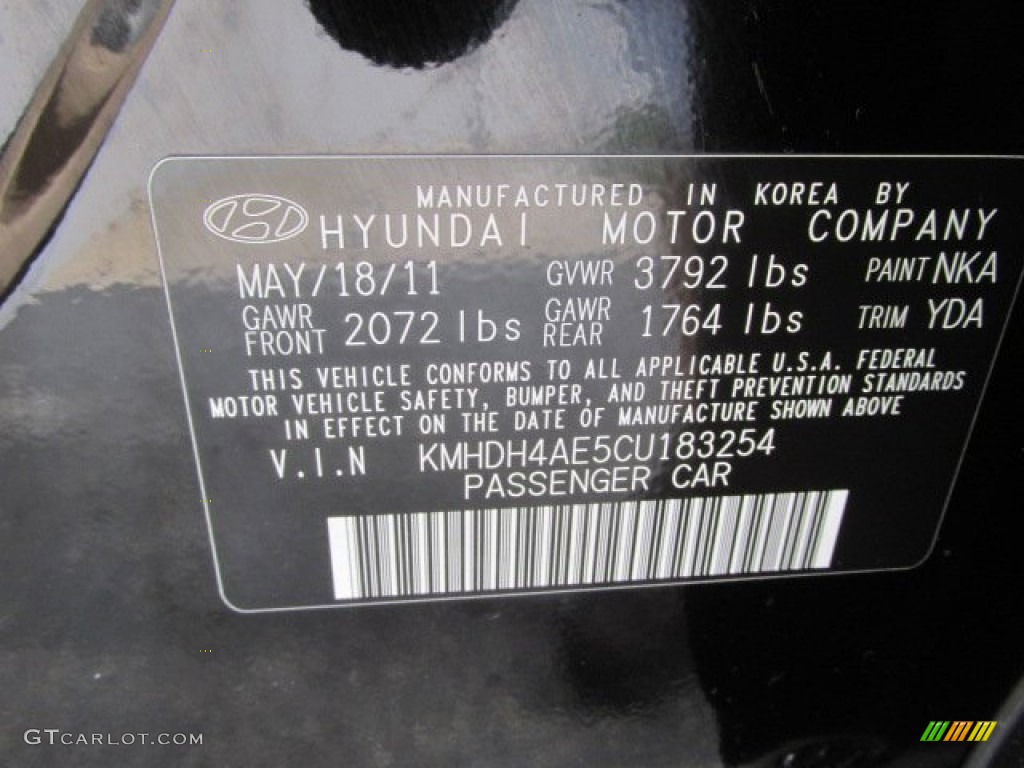 MANUFACTURED IN KOREA BY
HYUNDAI MOTOR COMPANY
MAY/18/11 GVWR 3792 lbs PAINT NKA
GAWR FRONT 2072 lbs GAWR REAR 1764 lbs TRIM YDA
THIS VEHICLE CONFORMS TO ALL APPLICABLE U.S.A. FEDERAL
MOTOR VEHICLE SAFETY, BUMPER, AND THEFT PREVENTION STANDARDS
IN EFFECT ON THE DATE OF MANUFACTURE SHOWN ABOVE
V.I.N KMHDH4AE5CU183254
PASSENGER CAR
GTCARLOT.COM